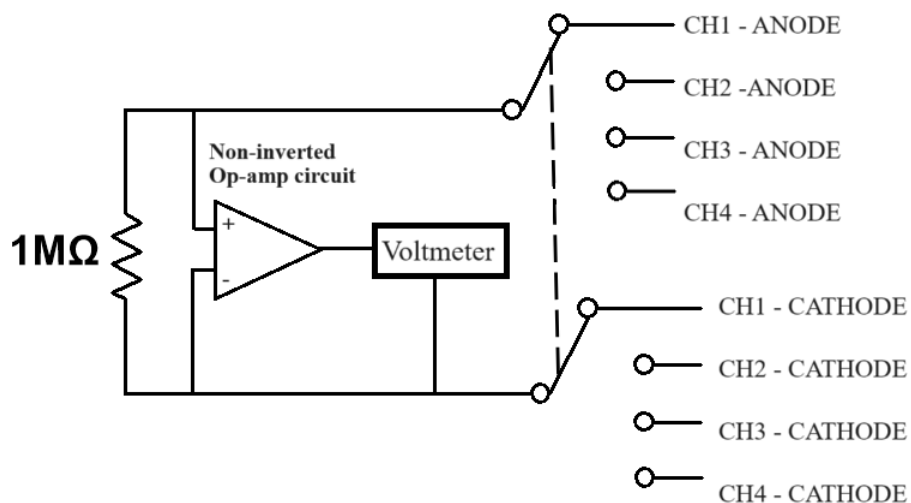 CH1 - ANODE
CH2 -ANODE
CH3 - ANODE
CH4 - ANODE
Non-inverted
Op-amp circuit
+
-
1MΩ
Voltmeter
CH1 - CATHODE
CH2 - CATHODE
CH3 - CATHODE
CH4 - CATHODE